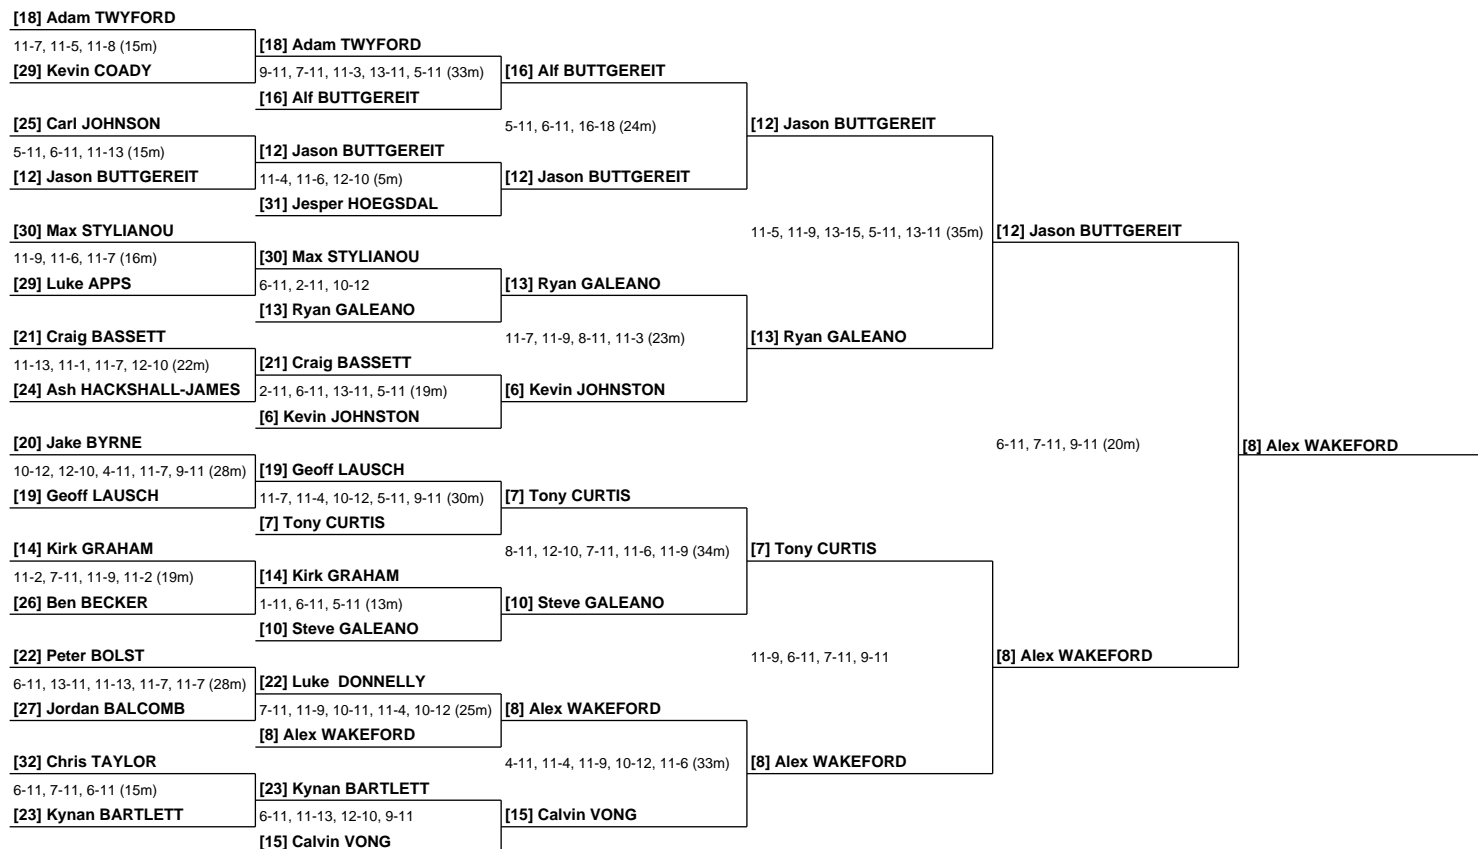 [18] Adam TWYFORD
11-7, 11-5, 11-8 (15m)
[18] Adam TWYFORD
[29] Kevin COADY
9-11, 7-11, 11-3, 13-11, 5-11 (33m)
[16] Alf BUTTGEREIT
[16] Alf BUTTGEREIT
[25] Carl JOHNSON
5-11, 6-11, 16-18 (24m)
[12] Jason BUTTGEREIT
5-11, 6-11, 11-13 (15m)
[12] Jason BUTTGEREIT
[12] Jason BUTTGEREIT
11-4, 11-6, 12-10 (5m)
[12] Jason BUTTGEREIT
[31] Jesper HOEGSDAL
[30] Max STYLIANOU
11-5, 11-9, 13-15, 5-11, 13-11 (35m)
[12] Jason BUTTGEREIT
11-9, 11-6, 11-7 (16m)
[30] Max STYLIANOU
[29] Luke APPS
6-11, 2-11, 10-12
[13] Ryan GALEANO
[13] Ryan GALEANO
[21] Craig BASSETT
11-7, 11-9, 8-11, 11-3 (23m)
[13] Ryan GALEANO
11-13, 11-1, 11-7, 12-10 (22m)
[21] Craig BASSETT
[24] Ash HACKSHALL-JAMES
2-11, 6-11, 13-11, 5-11 (19m)
[6] Kevin JOHNSTON
[6] Kevin JOHNSTON
[20] Jake BYRNE
6-11, 7-11, 9-11 (20m)
[8] Alex WAKEFORD
10-12, 12-10, 4-11, 11-7, 9-11 (28m)
[19] Geoff LAUSCH
[19] Geoff LAUSCH
11-7, 11-4, 10-12, 5-11, 9-11 (30m)
[7] Tony CURTIS
[7] Tony CURTIS
[14] Kirk GRAHAM
8-11, 12-10, 7-11, 11-6, 11-9 (34m)
[7] Tony CURTIS
11-2, 7-11, 11-9, 11-2 (19m)
[14] Kirk GRAHAM
[26] Ben BECKER
1-11, 6-11, 5-11 (13m)
[10] Steve GALEANO
[10] Steve GALEANO
[22] Peter BOLST
11-9, 6-11, 7-11, 9-11
[8] Alex WAKEFORD
6-11, 13-11, 11-13, 11-7, 11-7 (28m)
[22] Luke  DONNELLY
[27] Jordan BALCOMB
7-11, 11-9, 10-11, 11-4, 10-12 (25m)
[8] Alex WAKEFORD
[8] Alex WAKEFORD
[32] Chris TAYLOR
4-11, 11-4, 11-9, 10-12, 11-6 (33m)
[8] Alex WAKEFORD
6-11, 7-11, 6-11 (15m)
[23] Kynan BARTLETT
[23] Kynan BARTLETT
6-11, 11-13, 12-10, 9-11
[15] Calvin VONG
[15] Calvin VONG